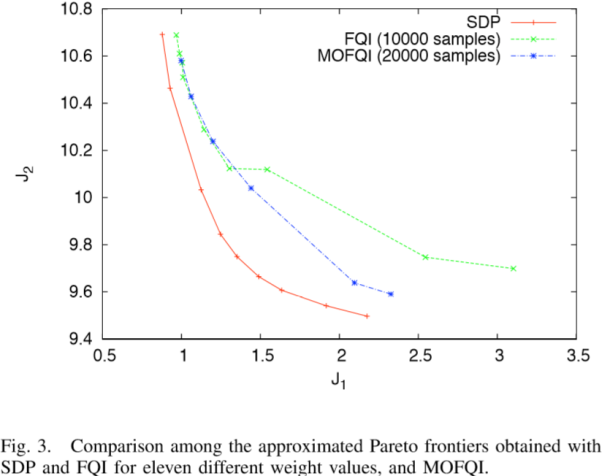 10.8
10.6
10.4
10.2
10
9.8
9.6
9.4
J2
SDP
FQI (10000 samples)
MOFQI (20000 samples)
0.5 1 1.5 2 2.5 3 3.5
J1
Fig. 3. Comparison among the approximated Pareto frontiers obtained with
SDP and FQI for eleven different weight values, and MOFQI.